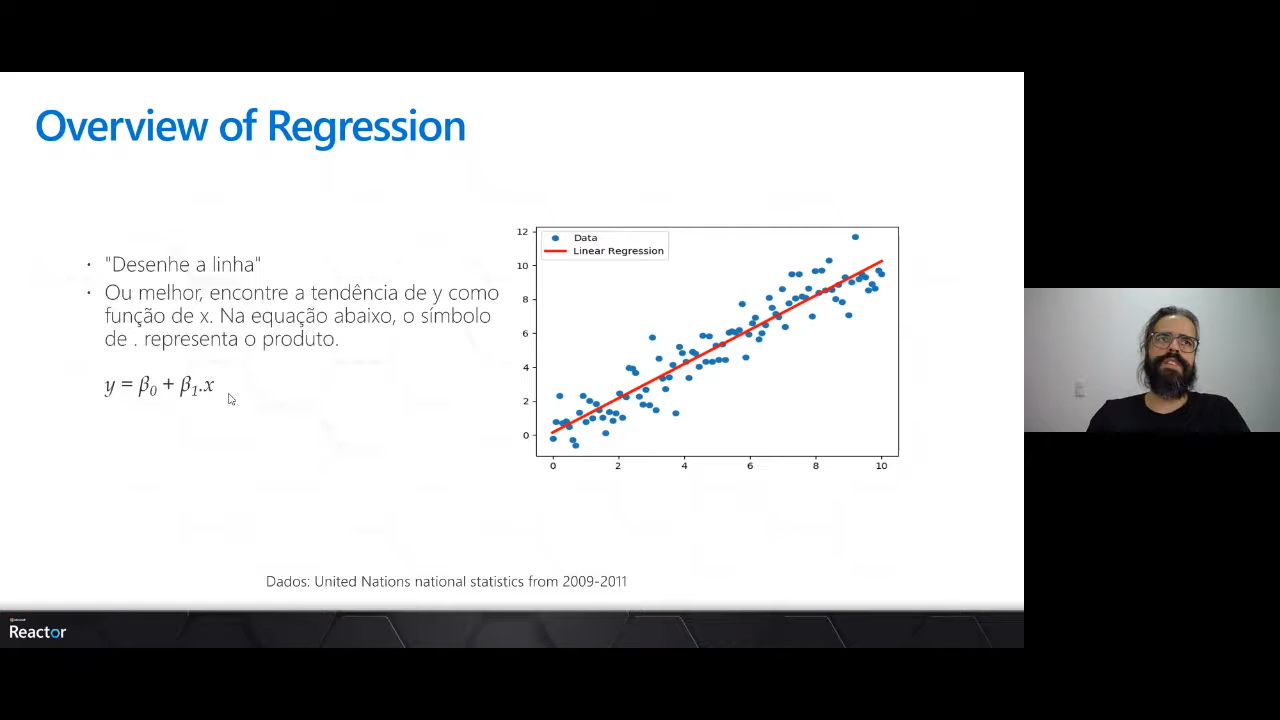 Overview of Regression
· "Desenhe a linha"
· Ou melhor, encontre a tendência de y como
função de x. Na equação abaixo, o símbolo
de . representa o produto.
y = β0 + β1.x
Data
Linear Regression
12
10
8
6
4
2
0
0 2 4 6 8 10
Dados: United Nations national statistics from 2009-2011
Reactor